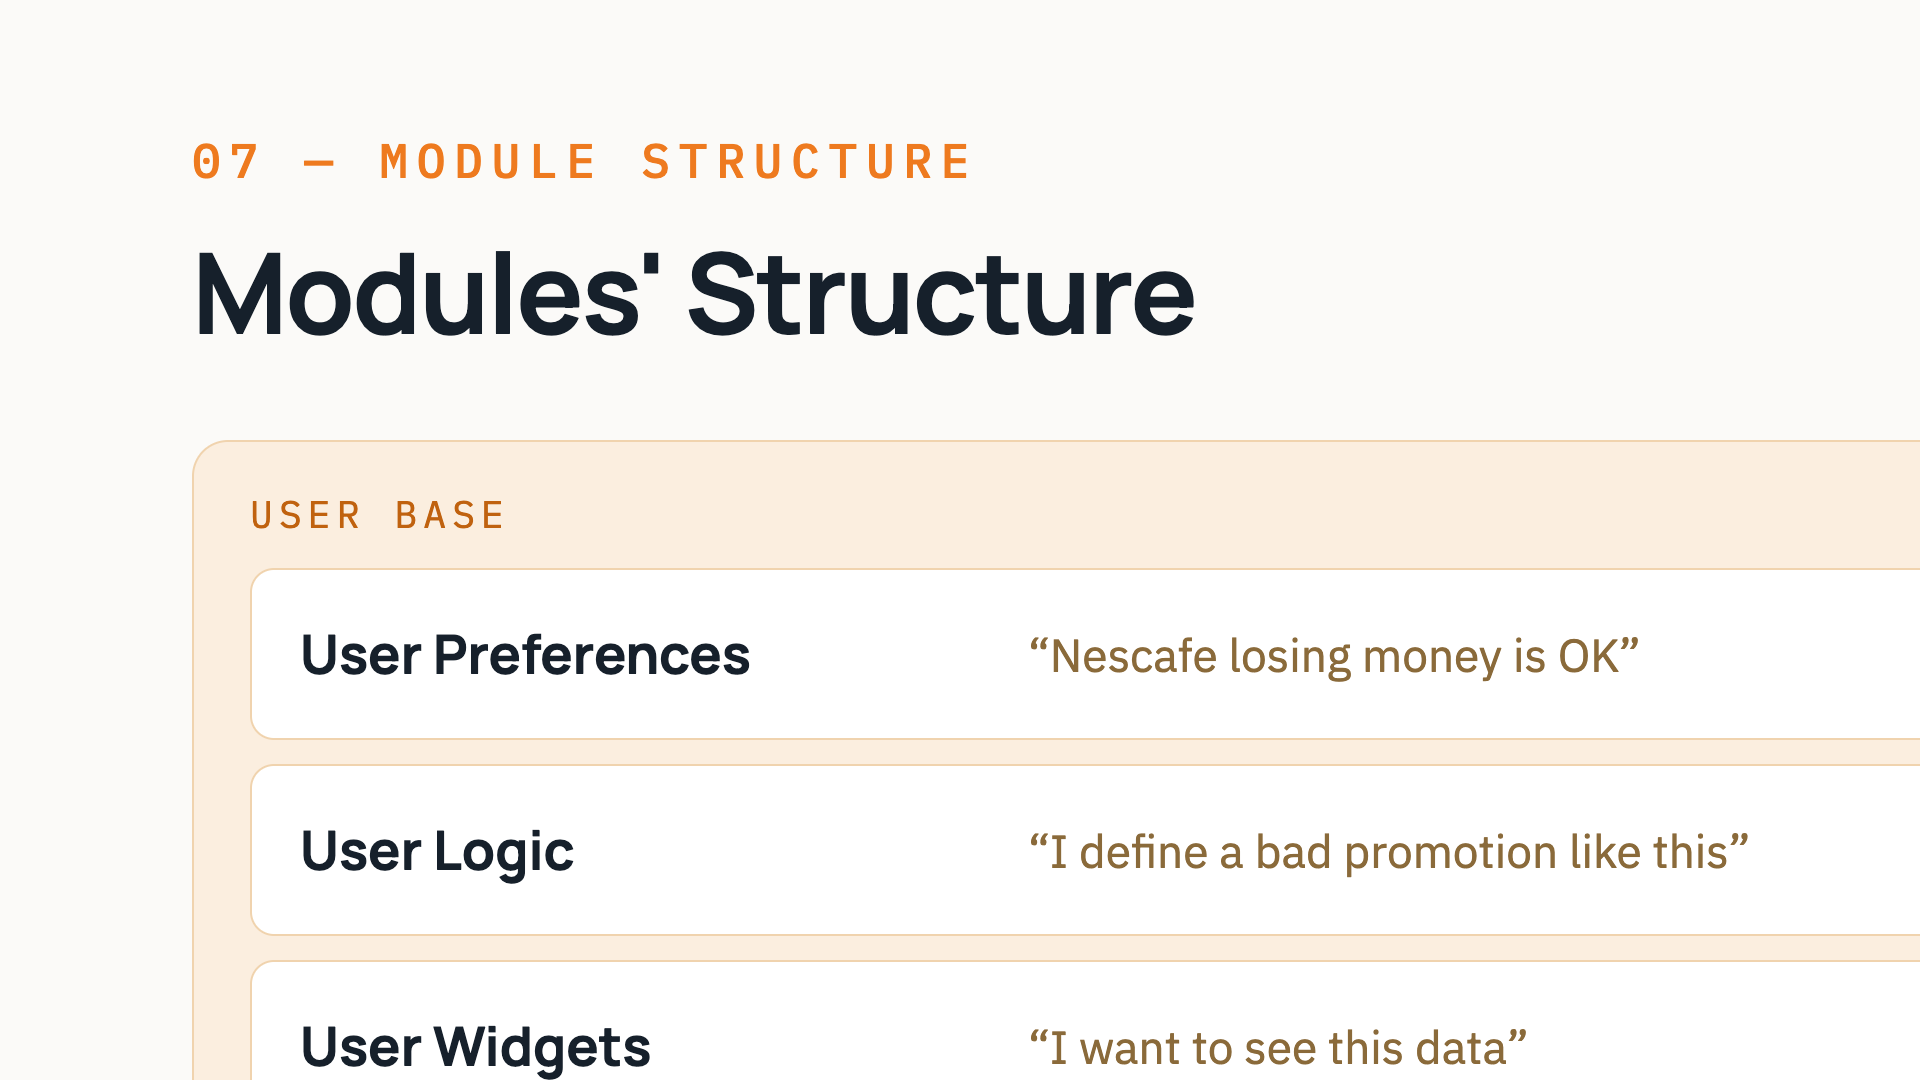 07 — MODULE STRUCTURE
Modules' Structure
USER BASE
User Preferences “Nescafe losing money is OK”
User Logic “I define a bad promotion like this”
User Widgets “I want to see this data”